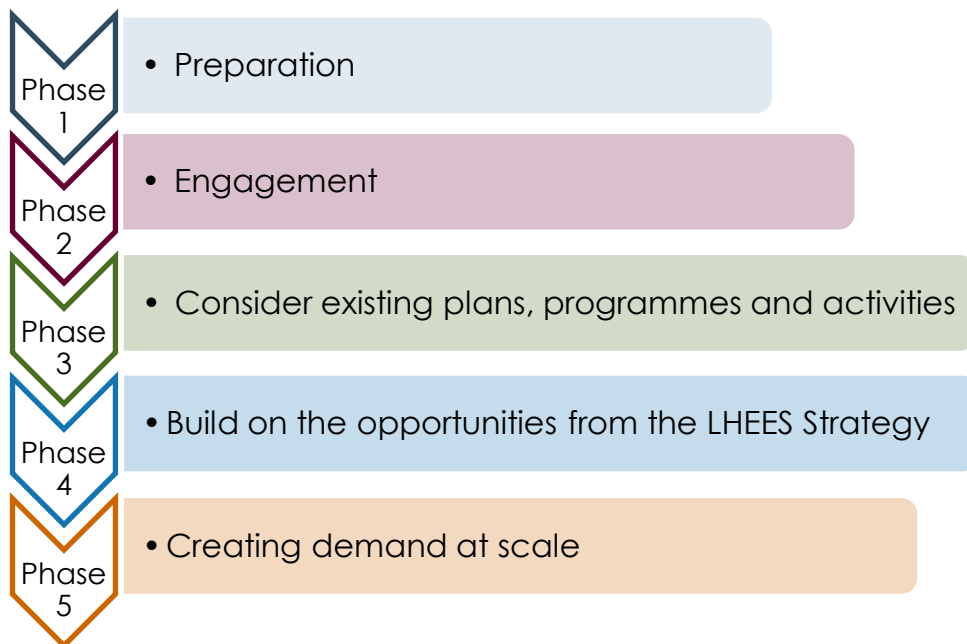 Phase
1
• Preparation
Phase
2
• Engagement
Phase
3
• Consider existing plans, programmes and activities
Phase
4
• Build on the opportunities from the LHEES Strategy
Phase
5
• Creating demand at scale